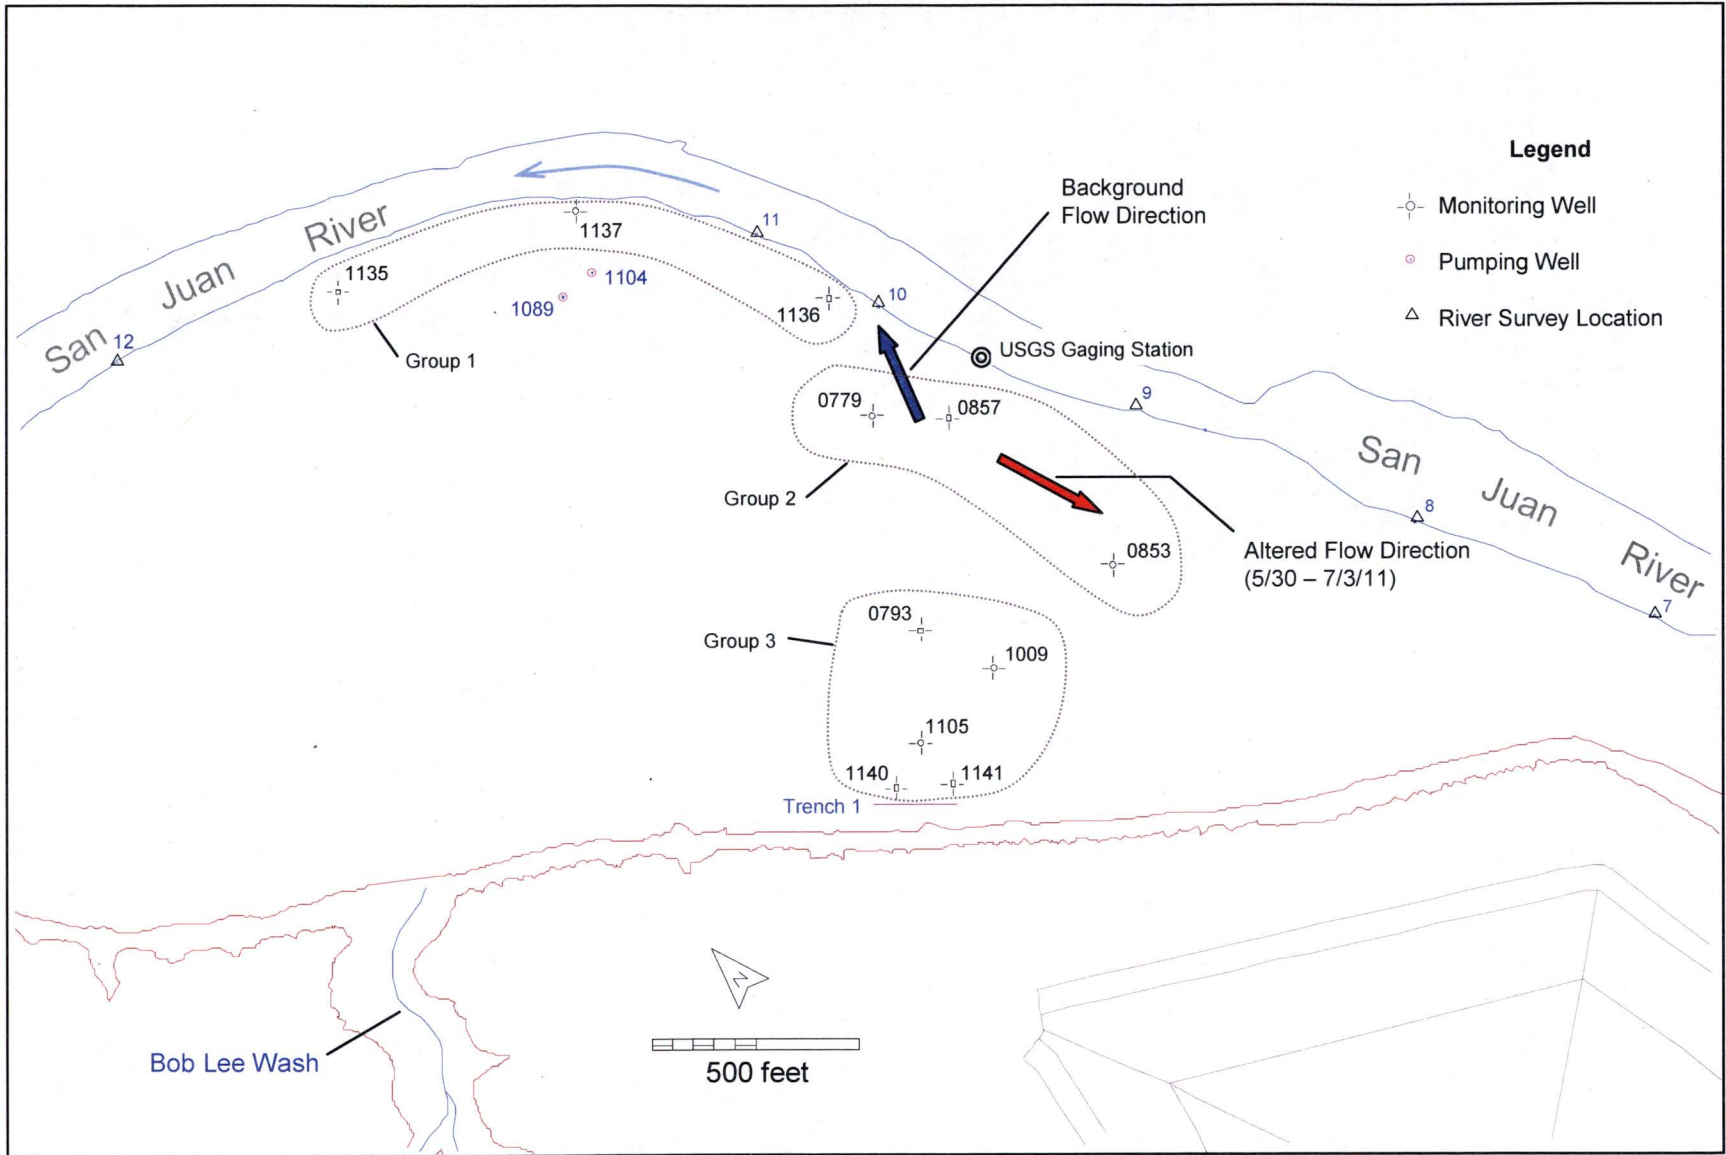 Legend
Monitoring Well
Pumping Well
River Survey Location
Background
Flow Direction
San Juan River
11
1137
1135
1104
1089
1136
10
12
Group 1
USGS Gaging Station
9
0779
0857
San Juan River
Group 2
8
0853
Altered Flow Direction
(5/30 – 7/3/11)
7
0793
Group 3
1009
1105
1140
1141
Trench 1
N
Bob Lee Wash
500 feet